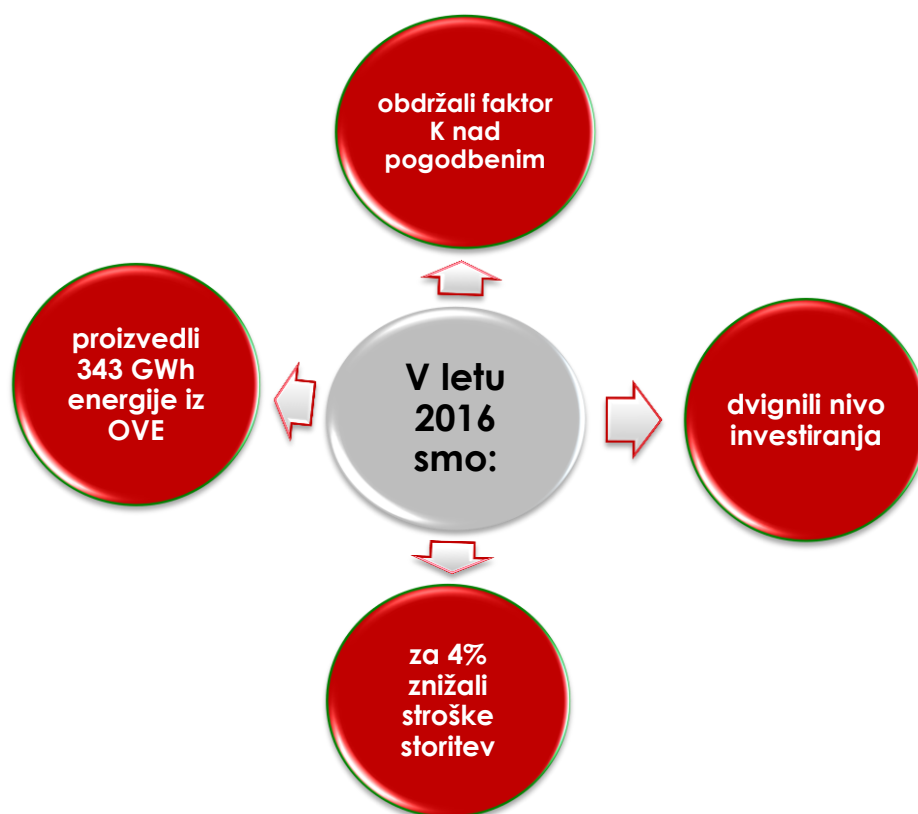 obdržali faktor
K nad
pogodbenim
proizvedli
343 GWh
energije iz
OVE
V letu
2016
smo:
dvignili nivo
investiranja
za 4%
znižali
stroške
storitev